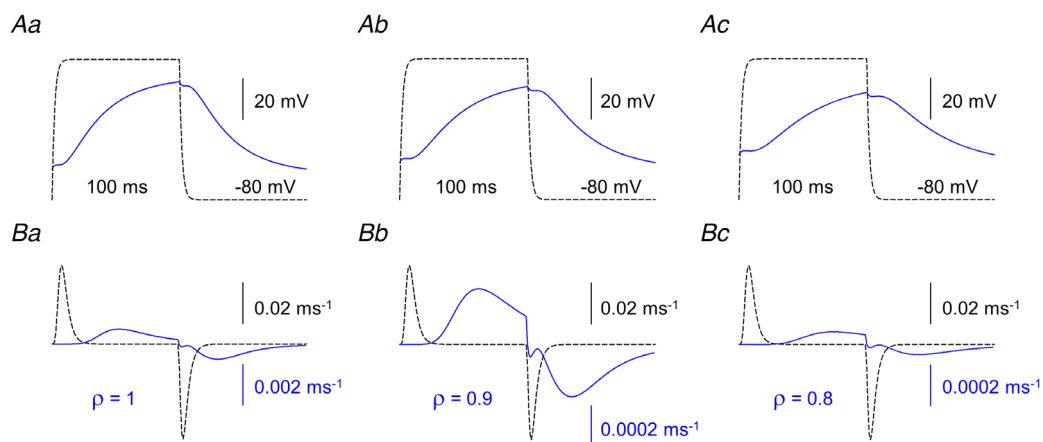 Aa
Ab
Ac
20 mV
20 mV
20 mV
100 ms
-80 mV
100 ms
-80 mV
100 ms
-80 mV
Ba
Bb
Bc
0.02 ms-1
0.02 ms-1
0.02 ms-1
ρ = 1
0.002 ms-1
ρ = 0.9
0.0002 ms-1
ρ = 0.8
0.0002 ms-1